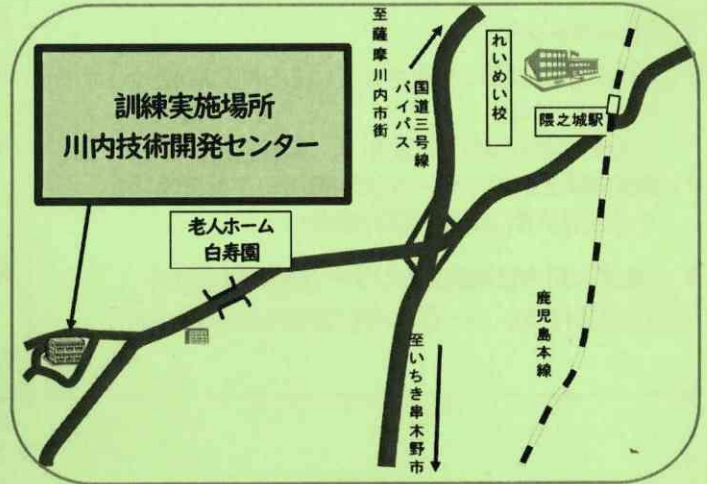 訓練実施場所
川内技術開発センター
至薩摩川内市街
国道三号線
バイパス
れいめい校
隈之城駅
老人ホーム
白寿園
鹿児島本線
至いちき串木野市